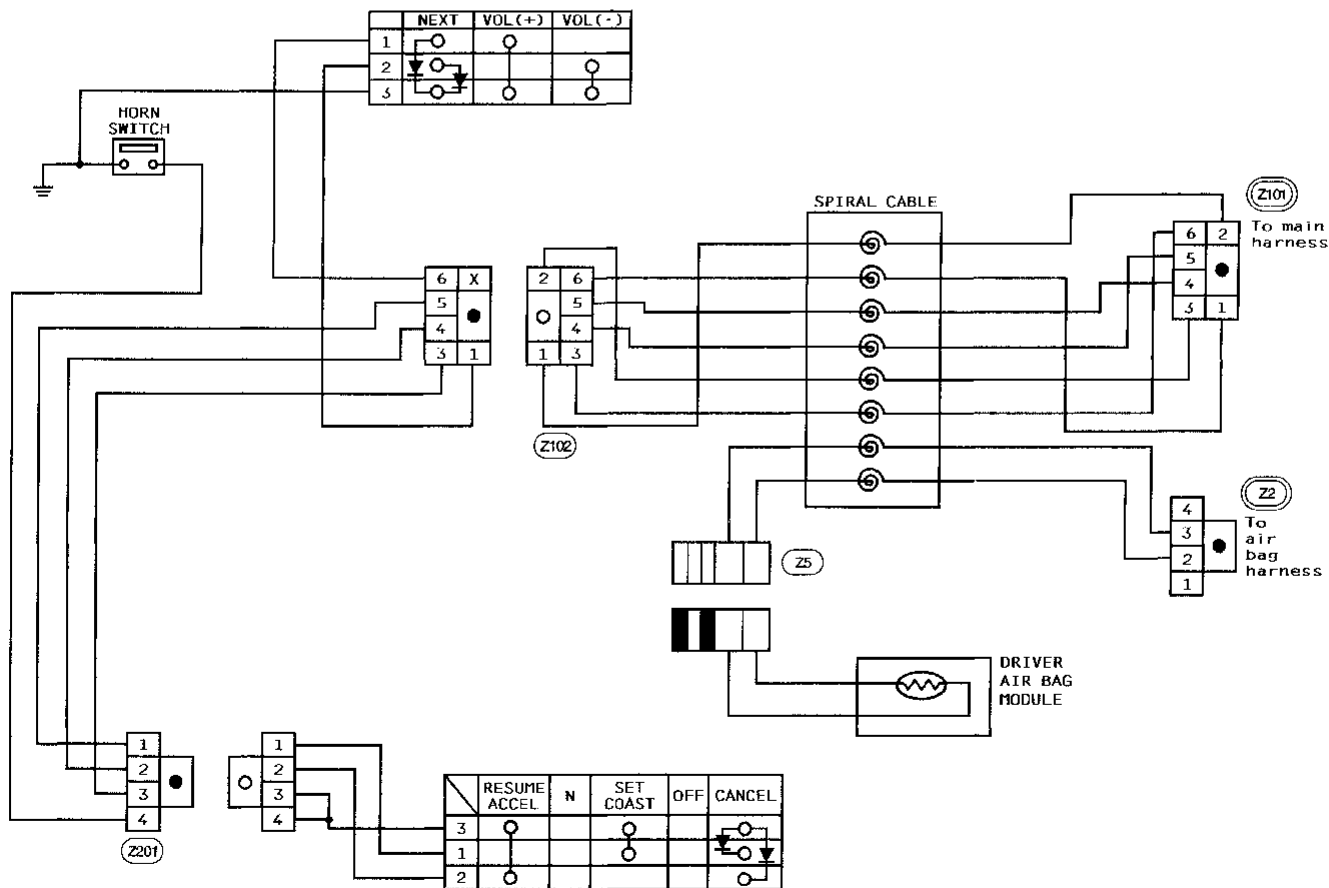 NEXT VOL(+) VOL(-)
1
2
3
HORN
SWITCH
SPIRAL CABLE
Z101
To main
harness
6 2
5
4
3 1
6 X
5
4
3 1
2 6
5
4
1 3
Z102
Z2
To
air
bag
harness
4
3
2
1
Z5
DRIVER
AIR BAG
MODULE
1
2
3
4
Z201
1
2
3
4
RESUME
ACCEL
N
SET
COAST
OFF
CANCEL
3
1
2